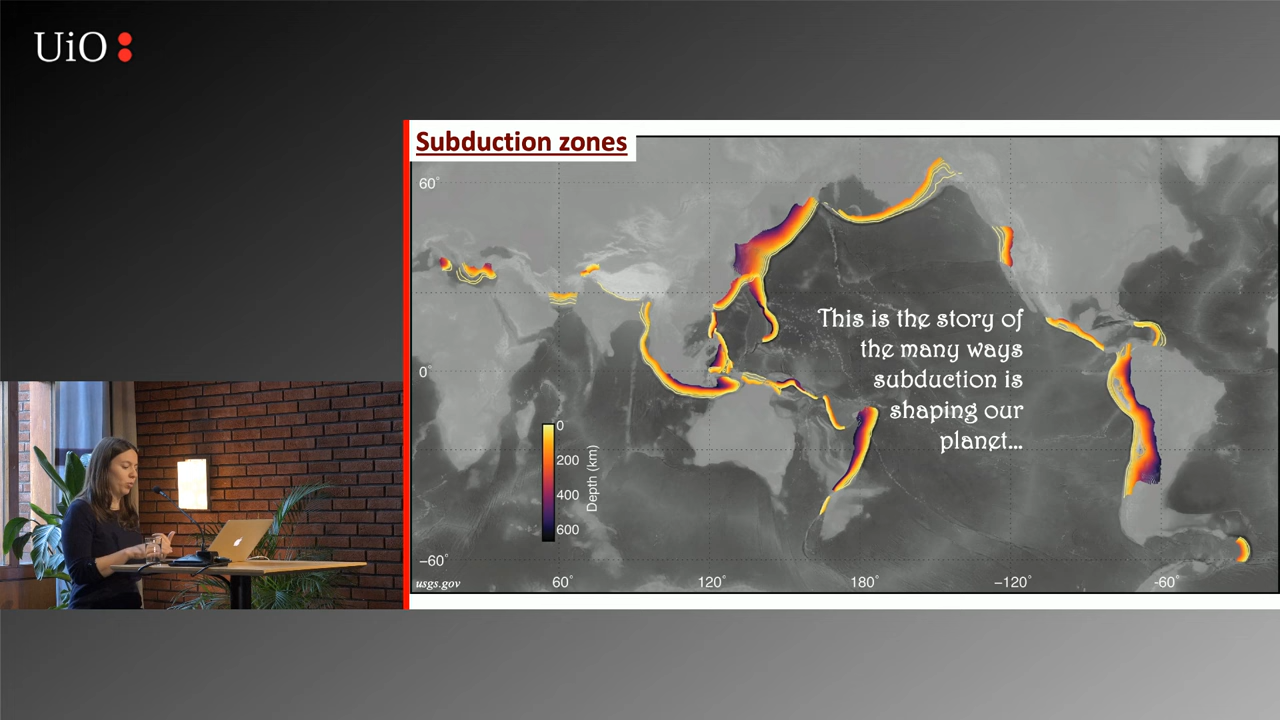 UiO
Subduction zones
60°
This is the story of
the many ways
subduction is
shaping our
planet...
0°
0
200
400
600
Depth (km)
−60°
usgs.gov
60°
120°
180°
−120°
-60°